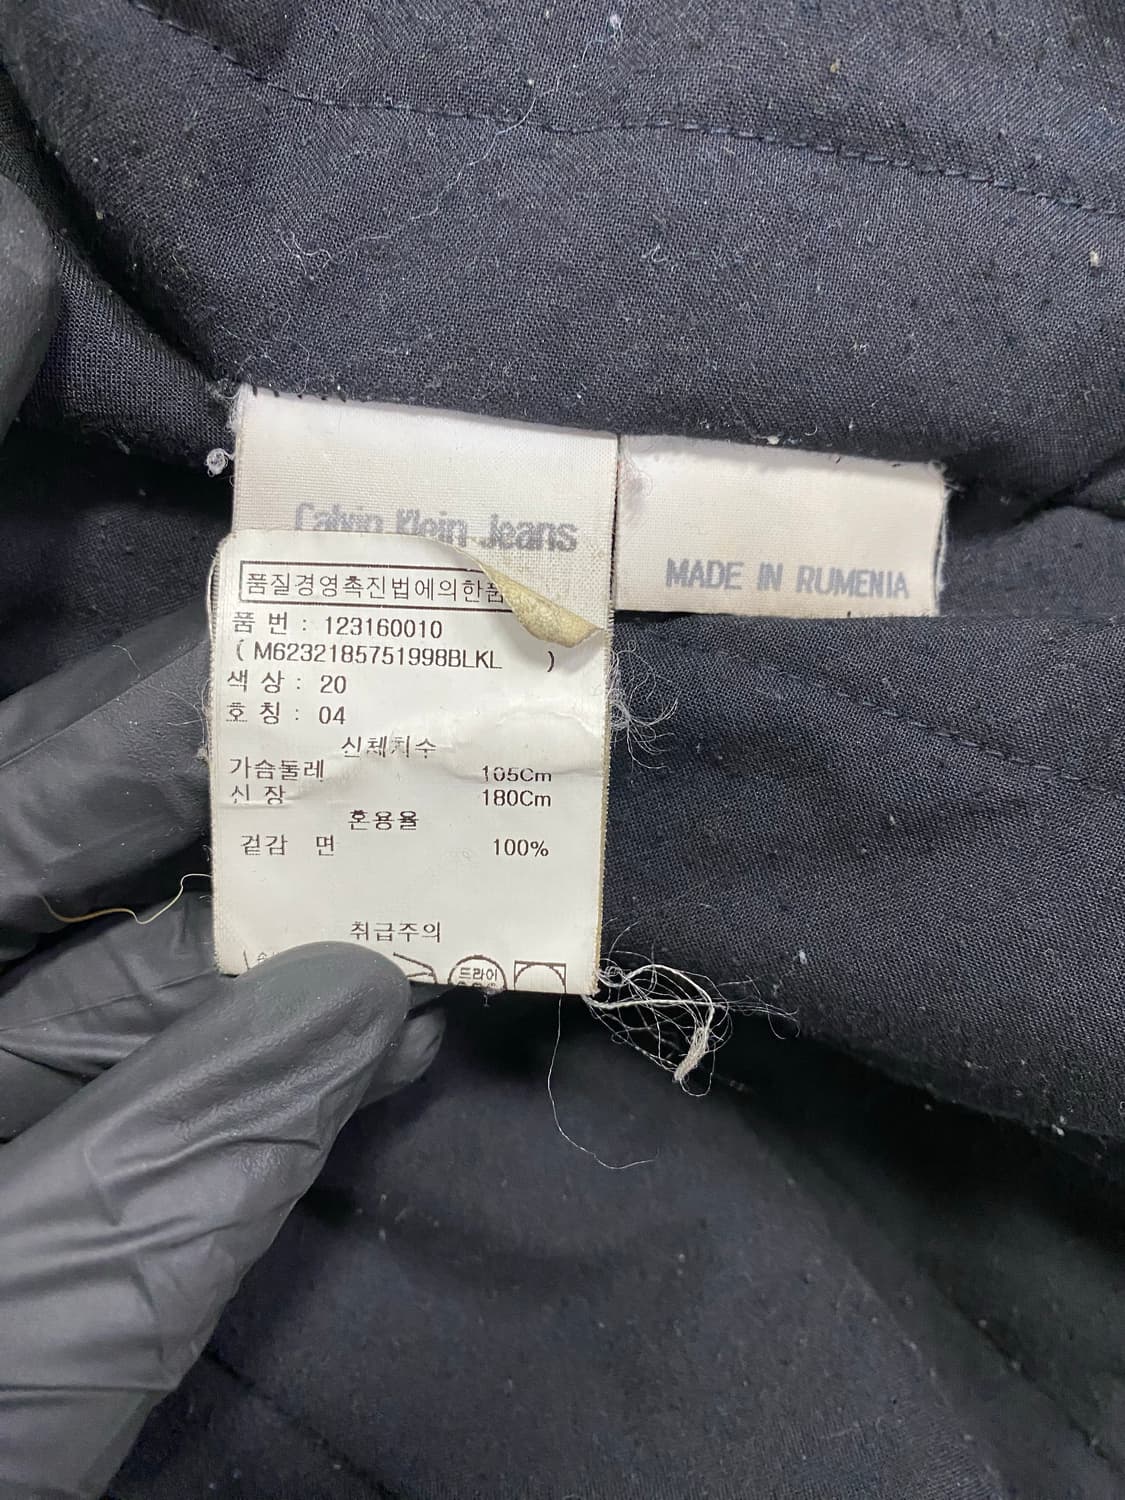 Calvin Klein Jeans
MADE IN RUMENIA
품질경영촉진법에의한품
품 번 : 123160010
( M6232185751998BLKL )
색 상 : 20
호 칭 : 04
신체치수
가슴둘레 105Cm
신 장 180Cm
혼용율
겉감 면 100%
취급주의
드라이